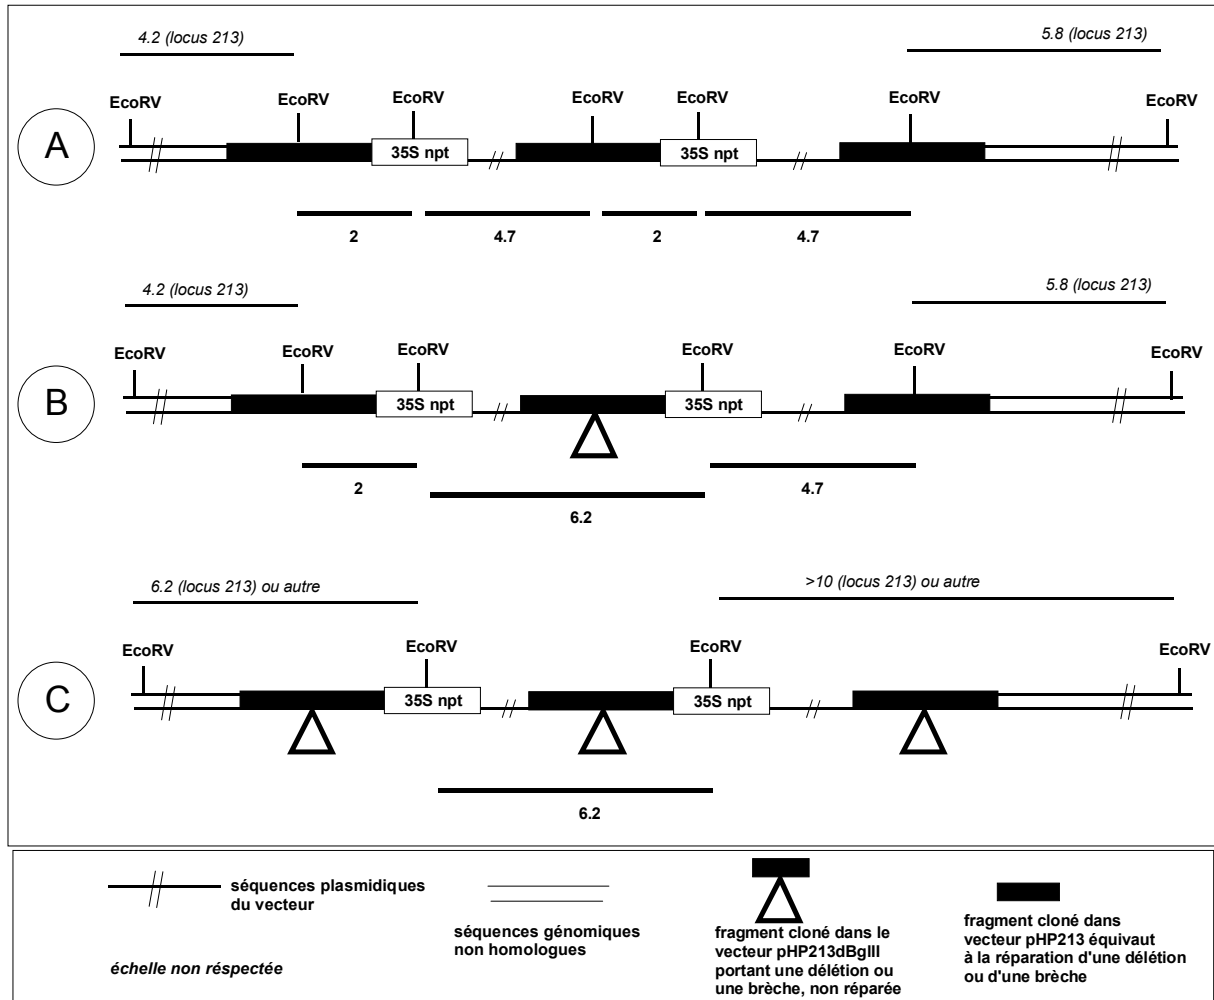 4.2 (locus 213)
5.8 (locus 213)
EcoRV EcoRV EcoRV EcoRV EcoRV EcoRV EcoRV
A
35S npt 35S npt
2 4.7 2 4.7
4.2 (locus 213)
5.8 (locus 213)
EcoRV EcoRV EcoRV EcoRV EcoRV EcoRV
B
35S npt 35S npt
2 4.7
6.2
6.2 (locus 213) ou autre
>10 (locus 213) ou autre
EcoRV EcoRV EcoRV EcoRV
C
35S npt 35S npt
6.2
séquences plasmidiques
du vecteur
échelle non réspectée
séquences génomiques
non homologues
fragment cloné dans le
vecteur pHP213dBgIII
portant une délétion ou
une brèche, non réparée
fragment cloné dans
vecteur pHP213 équivaut
à la réparation d'une délétion
ou d'une brèche